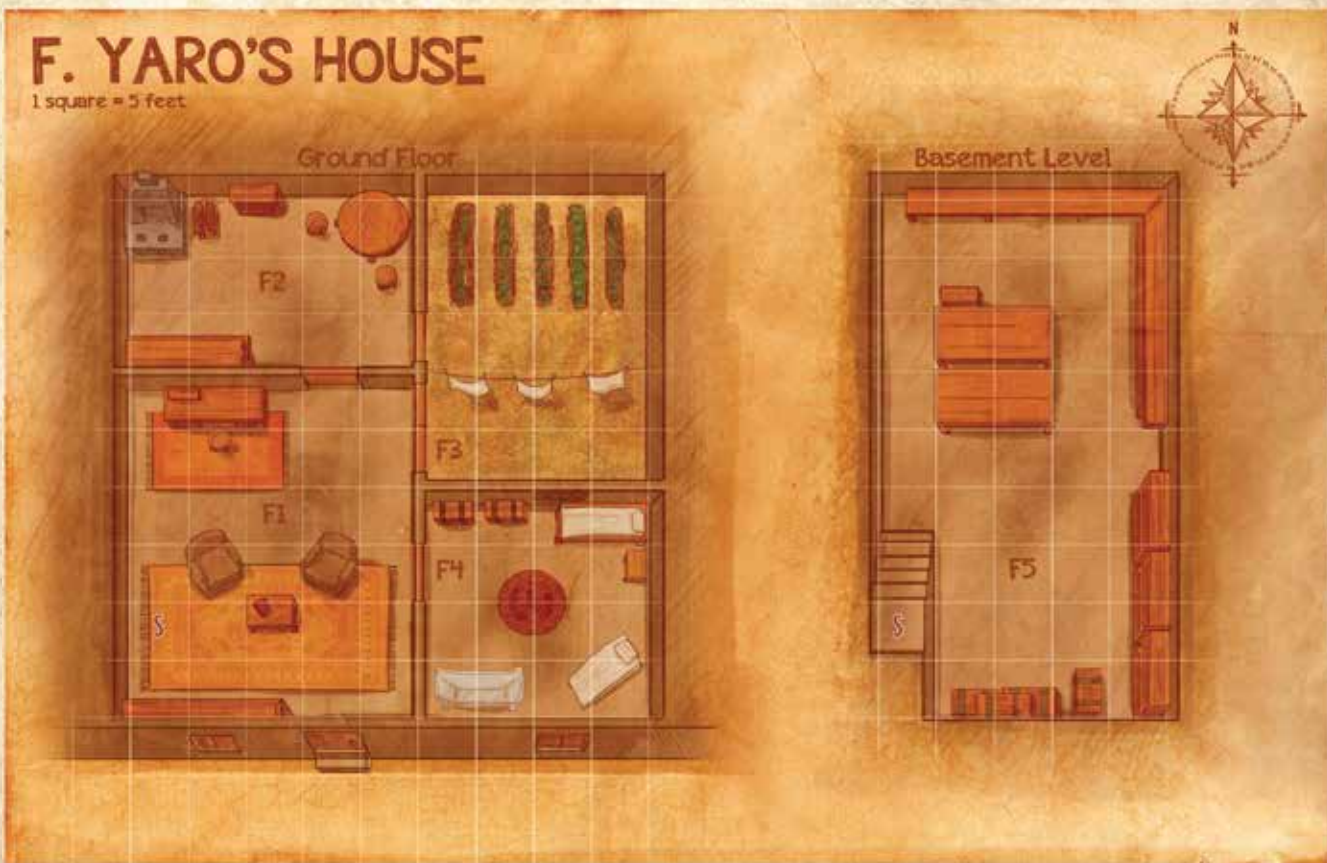 F. YARO'S HOUSE
1 square = 5 feet
N
Ground Floor
Basement Level
F2
F3
F1
F4
F5
S
S